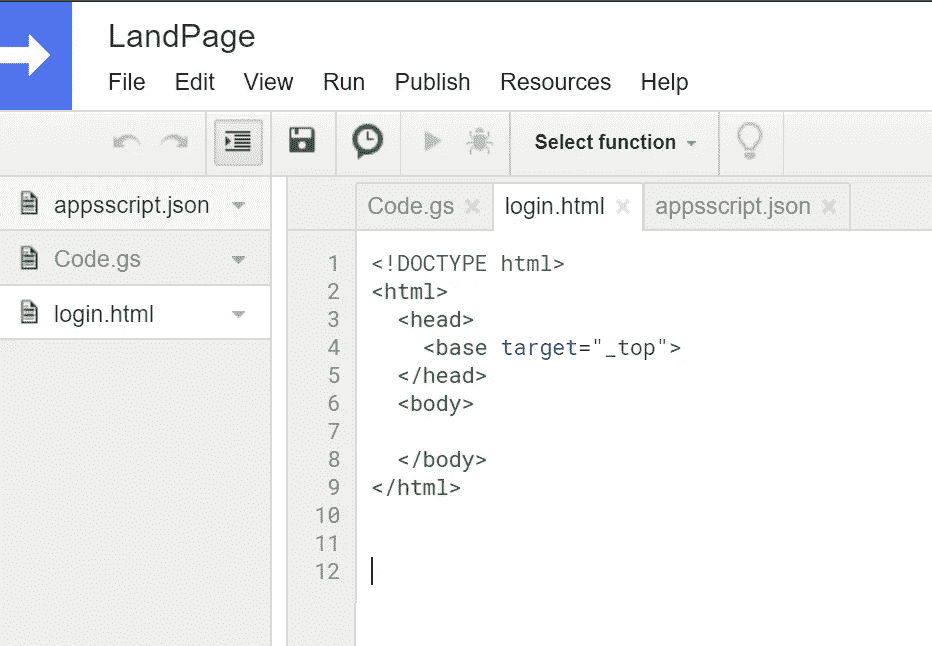 LandPage
File Edit View Run Publish Resources Help
Select function
appsscript.json
Code.gs
login.html
Code.gs login.html appsscript.json
1 <!DOCTYPE html>
2 <html>
3   <head>
4     <base target="_top">
5   </head>
6   <body>
7
8   </body>
9 </html>
10
11
12